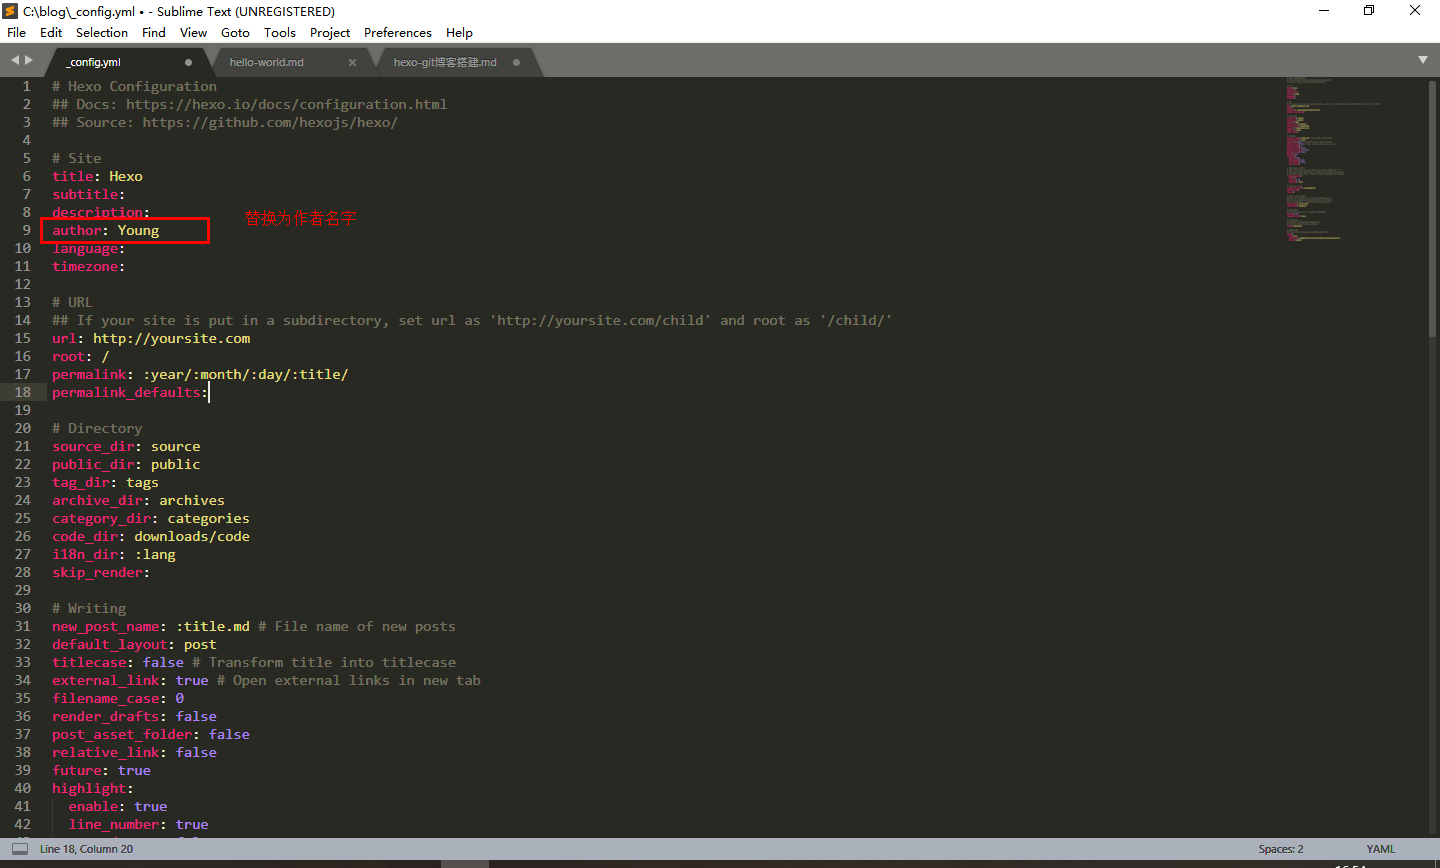 C:\blog\_config.yml • - Sublime Text (UNREGISTERED)
File Edit Selection Find View Goto Tools Project Preferences Help
_config.yml hello-world.md hexo-git博客搭建.md
1 # Hexo Configuration
2 ## Docs: https://hexo.io/docs/configuration.html
3 ## Source: https://github.com/hexojs/hexo/
4
5 # Site
6 title: Hexo
7 subtitle:
8 description:
替换为作者名字
9 author: Young
10 language:
11 timezone:
12
13 # URL
14 ## If your site is put in a subdirectory, set url as 'http://yoursite.com/child' and root as '/child/'
15 url: http://yoursite.com
16 root: /
17 permalink: :year/:month/:day/:title/
18 permalink_defaults:
19
20 # Directory
21 source_dir: source
22 public_dir: public
23 tag_dir: tags
24 archive_dir: archives
25 category_dir: categories
26 code_dir: downloads/code
27 i18n_dir: :lang
28 skip_render:
29
30 # Writing
31 new_post_name: :title.md # File name of new posts
32 default_layout: post
33 titlecase: false # Transform title into titlecase
34 external_link: true # Open external links in new tab
35 filename_case: 0
36 render_drafts: false
37 post_asset_folder: false
38 relative_link: false
39 future: true
40 highlight:
41 enable: true
42 line_number: true
Line 18, Column 20 Spaces: 2 YAML